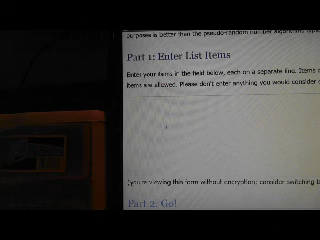 purposes is better than the pseudo-random number algorithms
Part 1: Enter List Items
Enter your items in the field below, each on a separate line. Items
items are allowed. Please don't enter anything you would consider
(you're viewing this form without encryption; consider switching
Part 2: Go!